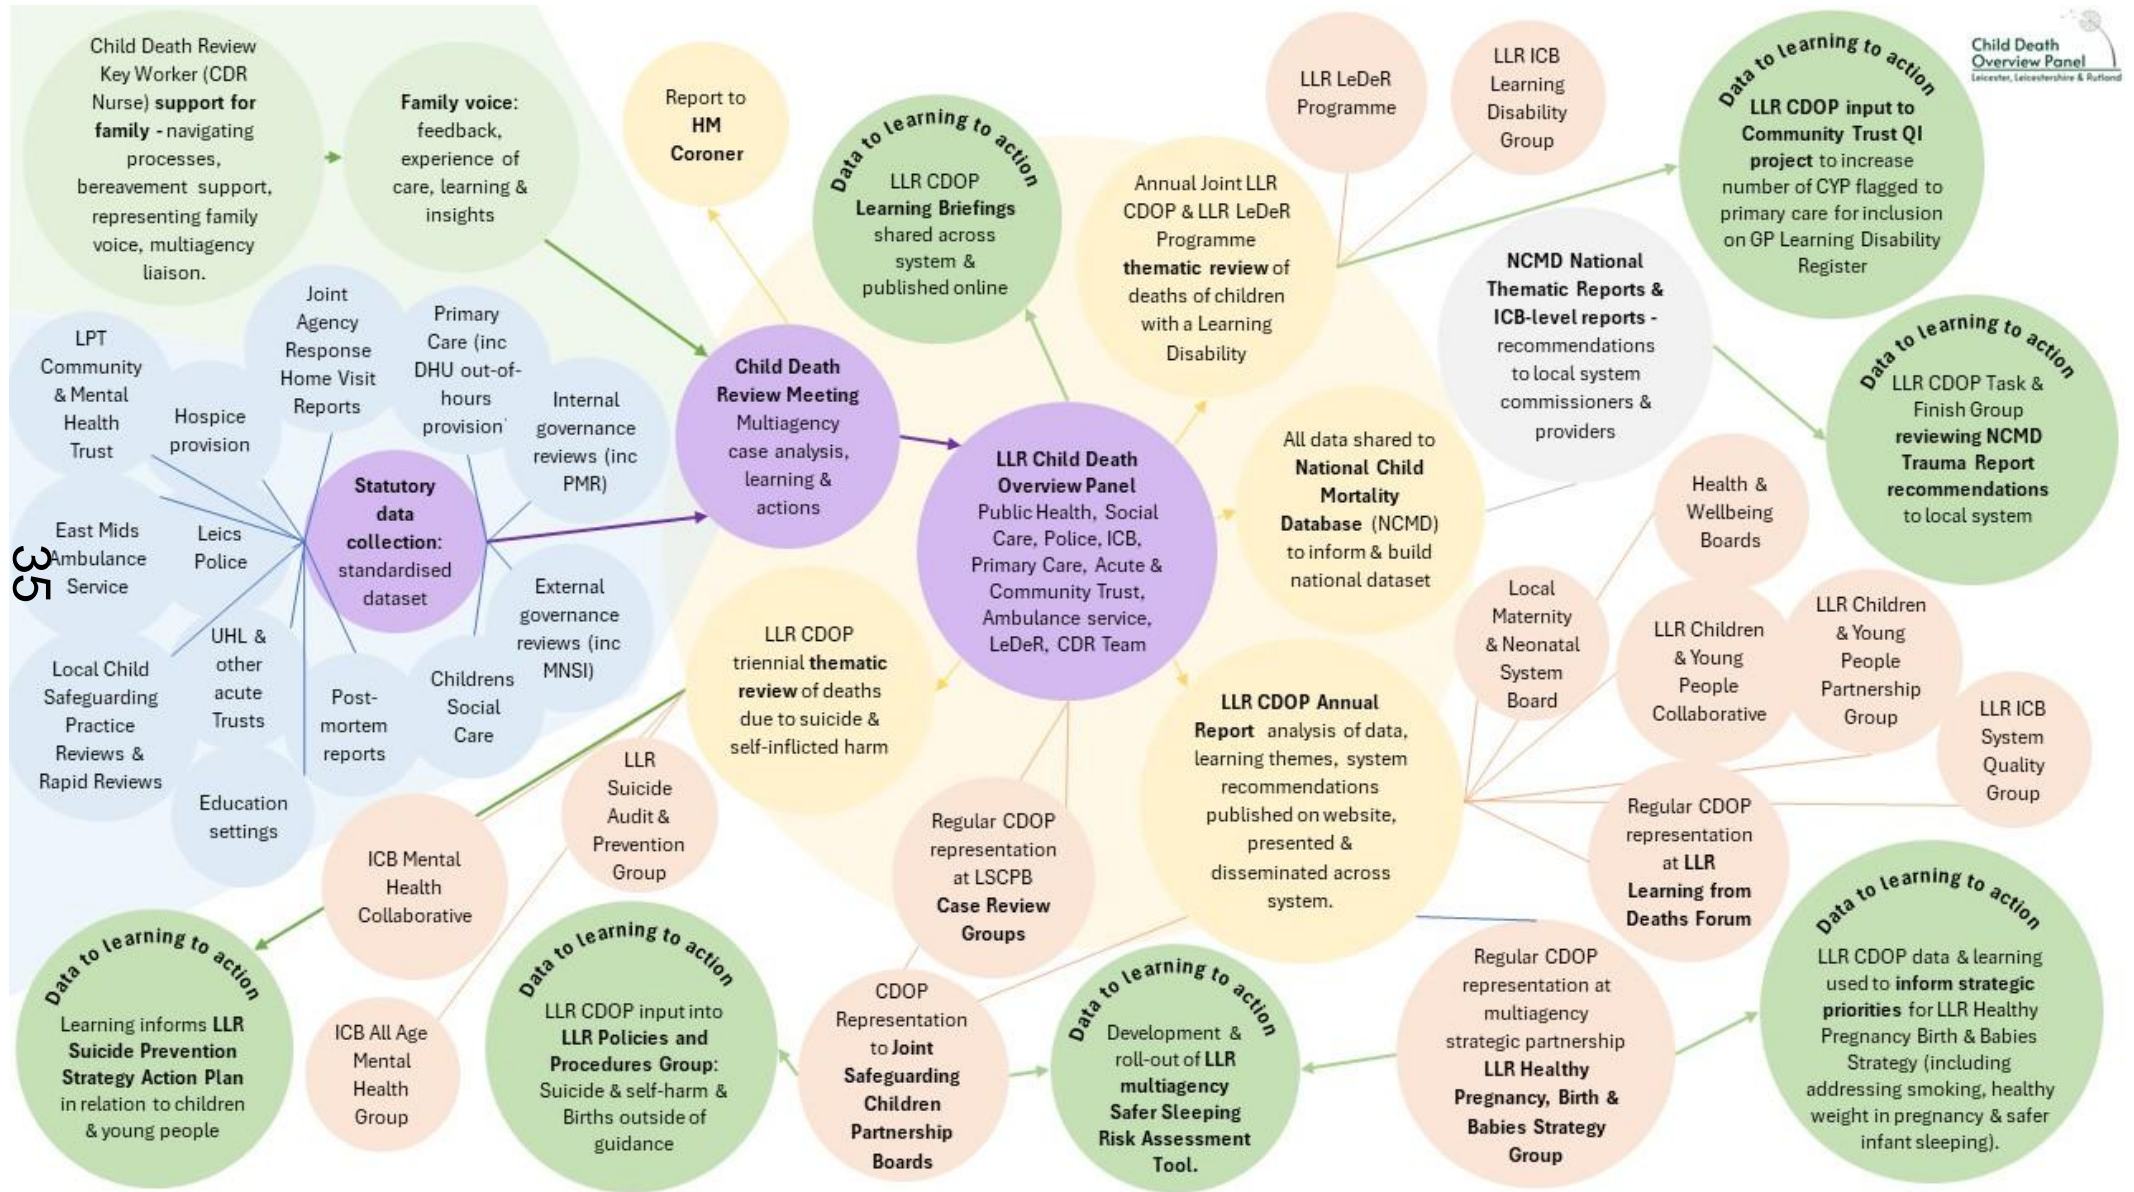 Child Death Review
Key Worker (CDR
Nurse) support for
family - navigating
processes,
bereavement support,
representing family
voice, multiagency
liaison.
Family voice:
feedback,
experience of
care, learning &
insights
Report to
HM
Coroner
Data to learning to action
LLR CDOP
Learning Briefings
shared across
system &
published online
Annual Joint LLR
CDOP & LLR LeDeR
Programme
thematic review of
deaths of children
with a Learning
Disability
LLR LeDeR
Programme
LLR ICB
Learning
Disability
Group
Data to learning to action
LLR CDOP input to
Community Trust QI
project to increase
number of CYP flagged to
primary care for inclusion
on GP Learning Disability
Register
Child Death
Overview Panel
Leicester, Leicestershire & Rutland
NCMD National
Thematic Reports &
ICB-level reports -
recommendations
to local system
commissioners &
providers
Data to learning to action
LLR CDOP Task &
Finish Group
reviewing NCMD
Trauma Report
recommendations
to local system
LPT
Community
& Mental
Health
Trust
Hospice
provision
Joint
Agency
Response
Home Visit
Reports
Primary
Care (inc
DHU out-of-
hours
provision'
Internal
governance
reviews (inc
PMR)
East Mids
Ambulance
Service
Leics
Police
Statutory
data
collection:
standardised
dataset
External
governance
reviews (inc
MNSI)
Local Child
Safeguarding
Practice
Reviews &
Rapid Reviews
UHL &
other
acute
Trusts
Post-
mortem
reports
Childrens
Social
Care
Education
settings
35
Child Death
Review Meeting
Multiagency
case analysis,
learning &
actions
LLR Child Death
Overview Panel
Public Health, Social
Care, Police, ICB,
Primary Care, Acute &
Community Trust,
Ambulance service,
LeDeR, CDR Team
All data shared to
National Child
Mortality
Database (NCMD)
to inform & build
national dataset
LLR CDOP
triennial thematic
review of deaths
due to suicide &
self-inflicted harm
LLR CDOP Annual
Report analysis of data,
learning themes, system
recommendations
published on website,
presented &
disseminated across
system.
Health &
Wellbeing
Boards
Local
Maternity
& Neonatal
System
Board
LLR Children
& Young
People
Collaborative
LLR Children
& Young
People
Partnership
Group
LLR ICB
System
Quality
Group
Regular CDOP
representation
at LLR
Learning from
Deaths Forum
LLR
Suicide
Audit &
Prevention
Group
ICB Mental
Health
Collaborative
ICB All Age
Mental
Health
Group
Regular CDOP
representation
at LSCPB
Case Review
Groups
Data to learning to action
Learning informs LLR
Suicide Prevention
Strategy Action Plan
in relation to children
& young people
Data to learning to action
LLR CDOP input into
LLR Policies and
Procedures Group:
Suicide & self-harm &
Births outside of
guidance
CDOP
Representation
to Joint
Safeguarding
Children
Partnership
Boards
Data to learning to action
Development &
roll-out of LLR
multiagency
Safer Sleeping
Risk Assessment
Tool.
Regular CDOP
representation at
multiagency
strategic partnership
LLR Healthy
Pregnancy, Birth &
Babies Strategy
Group
Data to learning to action
LLR CDOP data & learning
used to inform strategic
priorities for LLR Healthy
Pregnancy Birth & Babies
Strategy (including
addressing smoking, healthy
weight in pregnancy & safer
infant sleeping).